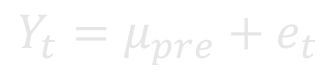 Y_t = μ_pre + e_t